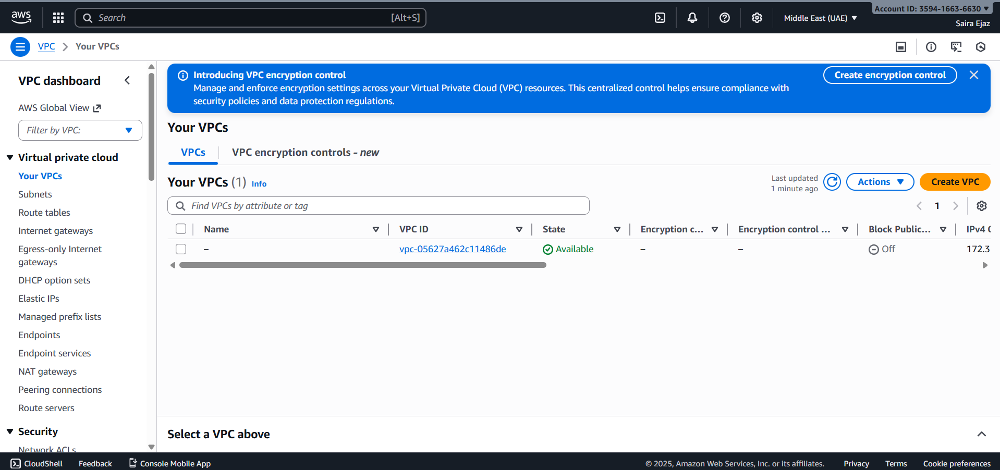 aws
Search
[Alt+S]
Middle East (UAE)
Account ID: 3594-1663-6630
Saira Ejaz
VPC
Your VPCs
VPC dashboard
AWS Global View
Filter by VPC:
Virtual private cloud
Your VPCs
Subnets
Route tables
Internet gateways
Egress-only Internet
gateways
DHCP option sets
Elastic IPs
Managed prefix lists
Endpoints
Endpoint services
NAT gateways
Peering connections
Route servers
Security
Network ACLs
Introducing VPC encryption control
Manage and enforce encryption settings across your Virtual Private Cloud (VPC) resources. This centralized control helps ensure compliance with
security policies and data protection regulations.
Create encryption control
Your VPCs
VPCs
VPC encryption controls - new
Your VPCs (1) Info
Last updated
1 minute ago
Actions
Create VPC
Find VPCs by attribute or tag
1
Name VPC ID State Encryption c... Encryption control ... Block Public... IPv4 C
– vpc-05627a462c11486de Available – – Off 172.3
Select a VPC above
CloudShell Feedback Console Mobile App © 2025, Amazon Web Services, Inc. or its affiliates. Privacy Terms Cookie preferences